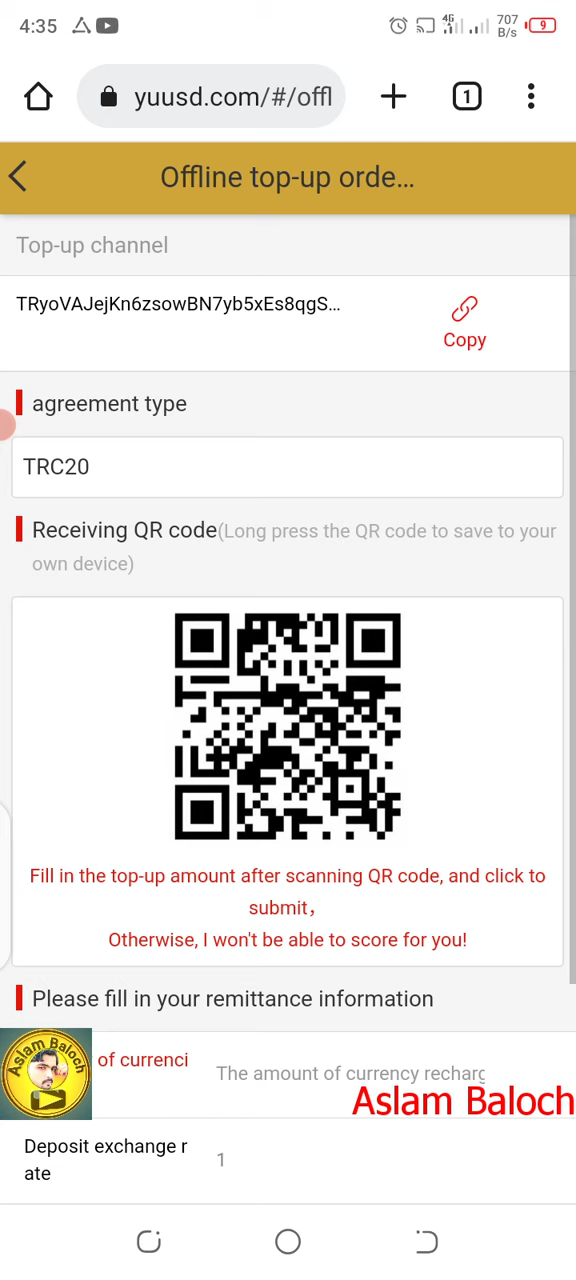 4:35
4G
707
B/s
9
yuusd.com/#/offl
1
Offline top-up orde...
Top-up channel
TRyoVAJejKn6zsowBN7yb5xEs8qgS...
Copy
agreement type
TRC20
Receiving QR code(Long press the QR code to save to your
own device)
Fill in the top-up amount after scanning QR code, and click to
submit，
Otherwise, I won't be able to score for you!
Please fill in your remittance information
Aslam Baloch
of currenci
The amount of currency recharg
Aslam Baloch
Deposit exchange r
ate
1